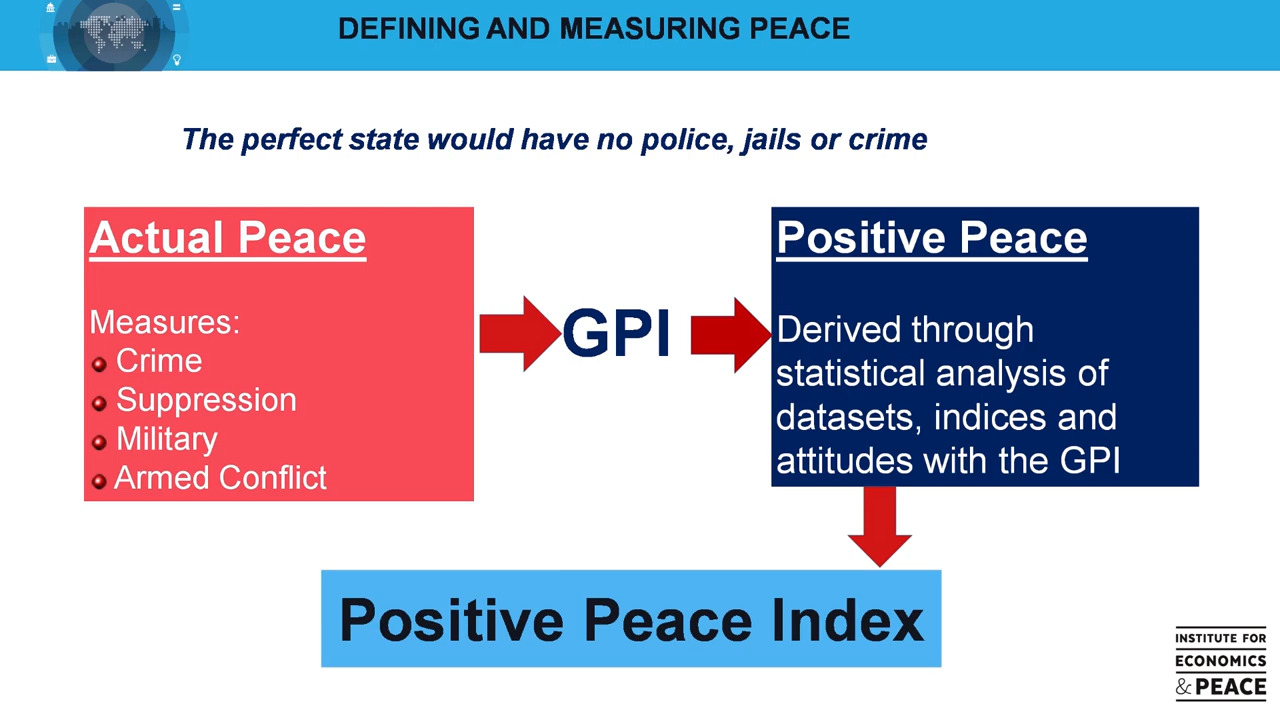 DEFINING AND MEASURING PEACE
The perfect state would have no police, jails or crime
Actual Peace
Measures:
Crime
Suppression
Military
Armed Conflict
GPI
Positive Peace
Derived through
statistical analysis of
datasets, indices and
attitudes with the GPI
Positive Peace Index
INSTITUTE FOR
ECONOMICS
& PEACE